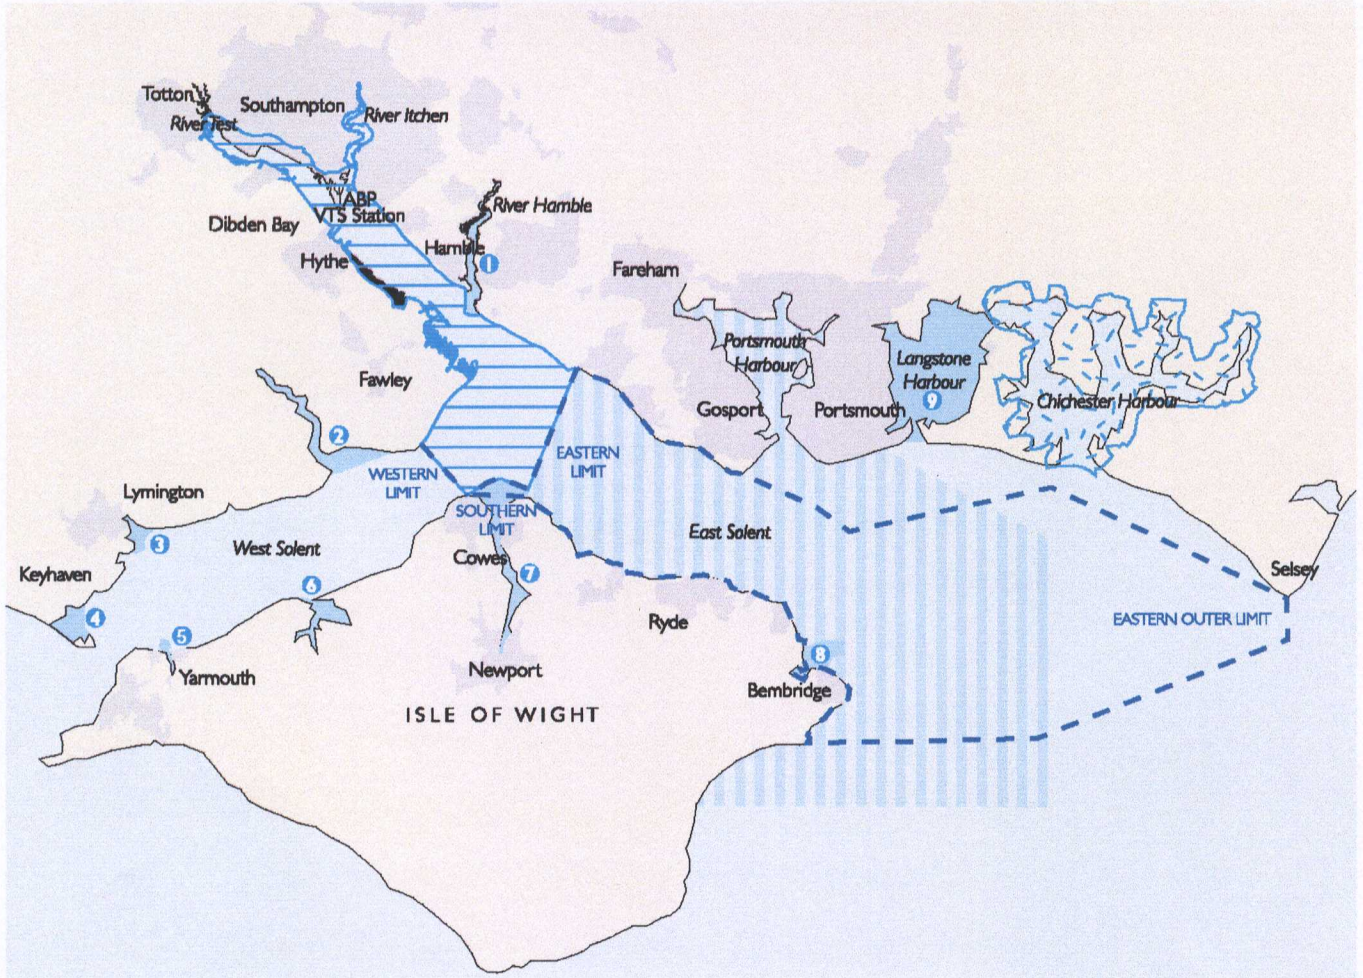 Totton
Southampton
River Test
River Itchen
ABP
VTS Station
River Hamble
Dibden Bay
Hamble
Hythe
1
Fareham
Portsmouth
Harbour
Langstone
Harbour
9
Fawley
Gosport
Portsmouth
Chichester Harbour
2
WESTERN
LIMIT
EASTERN
LIMIT
Lymington
SOUTHERN
LIMIT
East Solent
3
West Solent
Cowes
Keyhaven
6
7
Selsey
4
5
Ryde
EASTERN OUTER LIMIT
Yarmouth
Newport
8
Bembridge
ISLE OF WIGHT